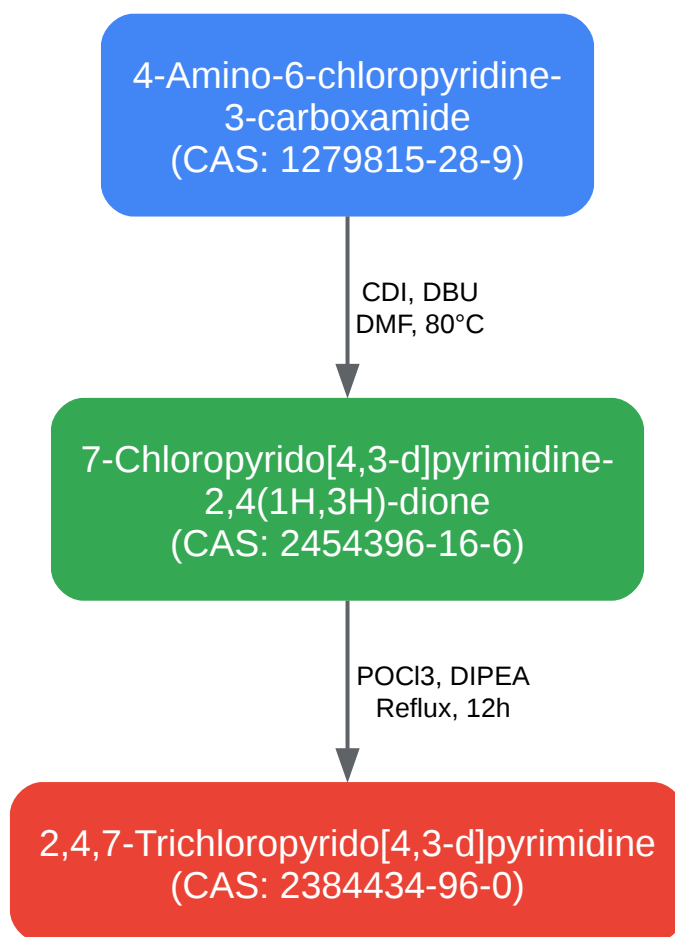 4-Amino-6-chloropyridine-
3-carboxamide
(CAS: 1279815-28-9)
CDI, DBU
DMF, 80°C
7-Chloropyrido[4,3-d]pyrimidine-
2,4(1H,3H)-dione
(CAS: 2454396-16-6)
POCl3, DIPEA
Reflux, 12h
2,4,7-Trichloropyrido[4,3-d]pyrimidine
(CAS: 2384434-96-0)